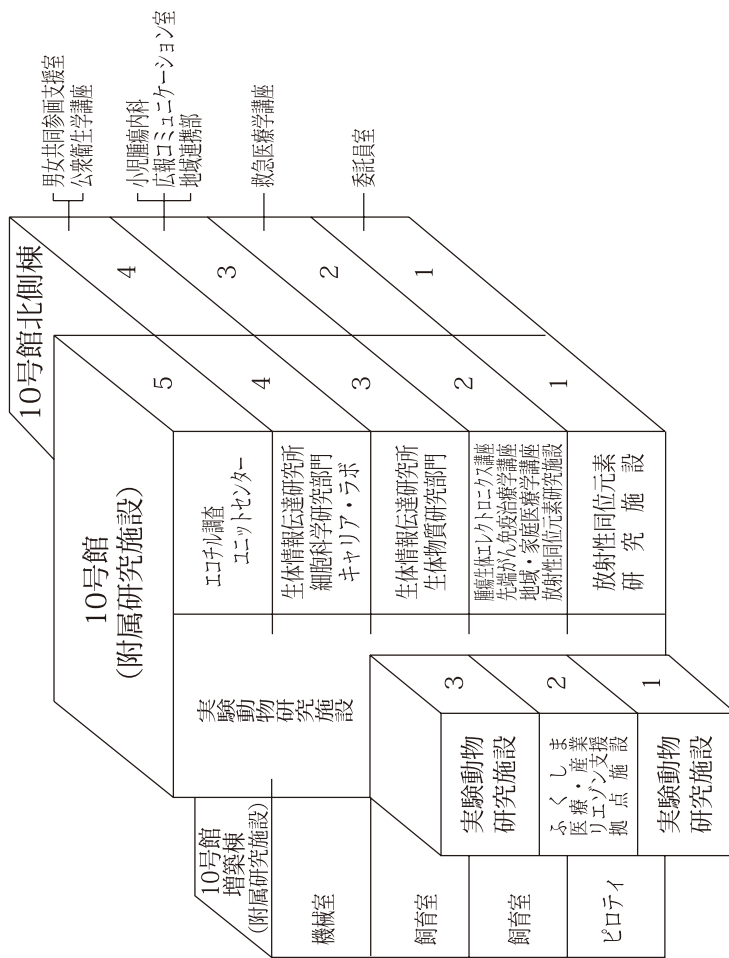 男女共同参画支援室
公衆衛生学講座
小児腫瘍内科
広報コミュニケーション室
地域連携部
救急医療学講座
委託員室
10号館北側棟
4
3
2
1
10号館
(附属研究施設)
5
4
3
2
1
エコチル調査
ユニットセンター
生体情報伝達研究所
細胞科学研究部門
キャリア・ラボ
生体情報伝達研究所
生体物質研究部門
腫瘍生体エレクトロニクス講座
先端がん免疫治療学講座
地域・家庭医療学講座
放射性同位元素研究施設
放射性同位元素
研究施設
実験動物研究施設
3
2
1
実験動物
研究施設
ふくしま
医療・産業
リエゾン支援
拠点施設
実験動物
研究施設
10号館
増築棟
(附属研究施設)
機械室
飼育室
飼育室
ピロティ